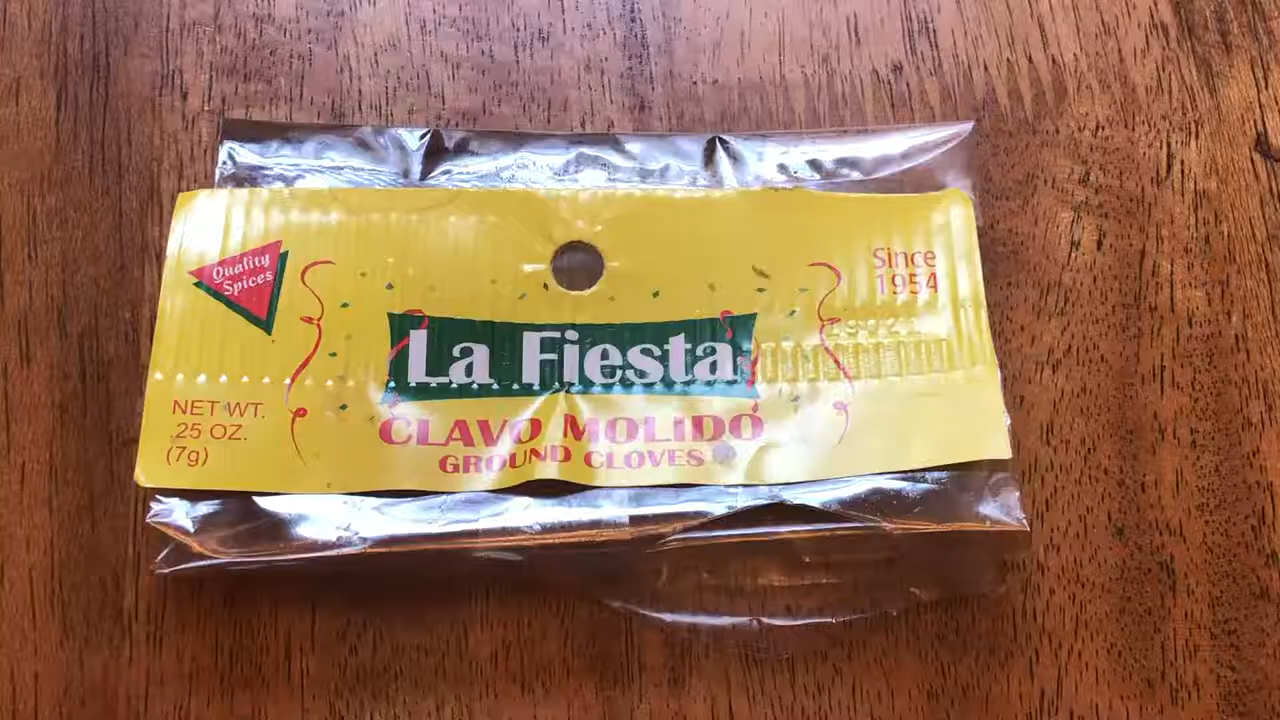 Quality
Spices
Since
1954
La Fiesta
NET WT.
.25 OZ.
(7g)
CLAVO MOLIDO
GROUND CLOVES